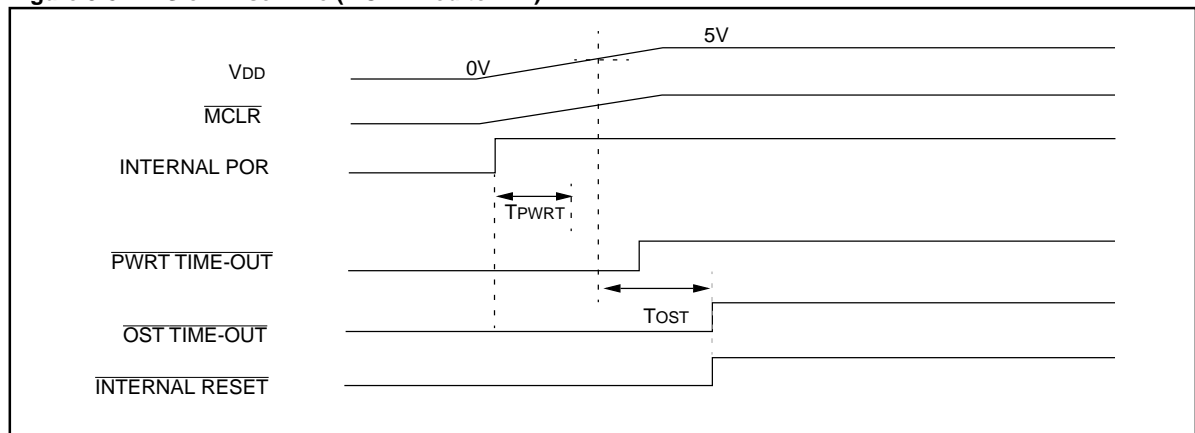 5V
0V
VDD
MCLR
INTERNAL POR
TPWRT
PWRT TIME-OUT
TOST
OST TIME-OUT
INTERNAL RESET